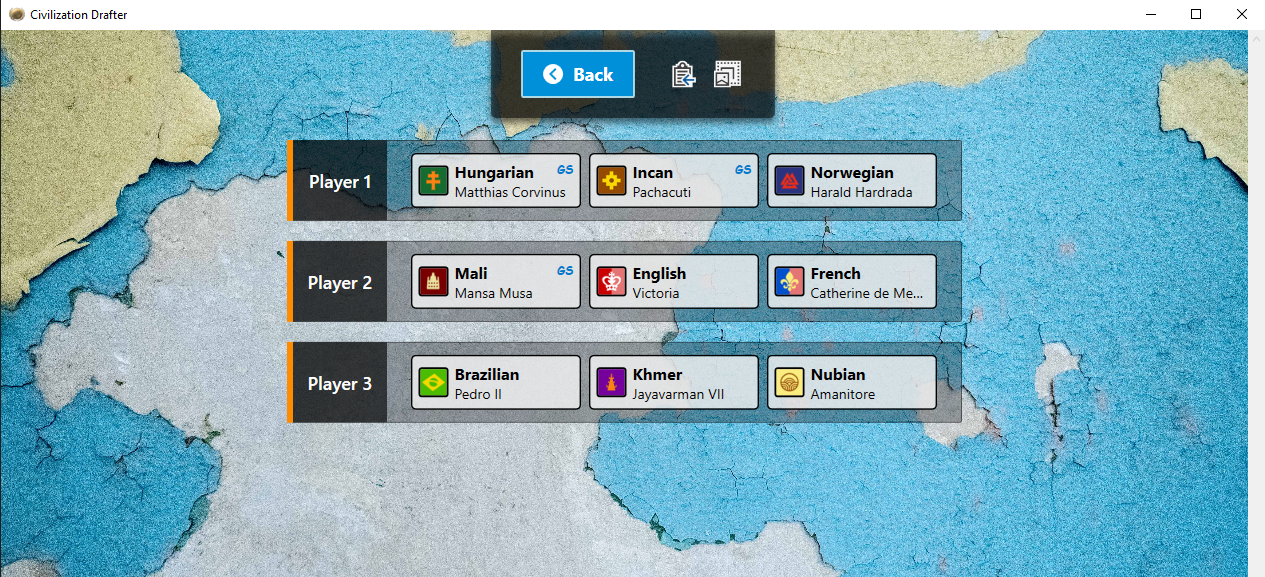 Civilization Drafter
Back
Player 1
Hungarian GS
Matthias Corvinus
Incan GS
Pachacuti
Norwegian
Harald Hardrada
Player 2
Mali GS
Mansa Musa
English
Victoria
French
Catherine de Me...
Player 3
Brazilian
Pedro II
Khmer
Jayavarman VII
Nubian
Amanitore